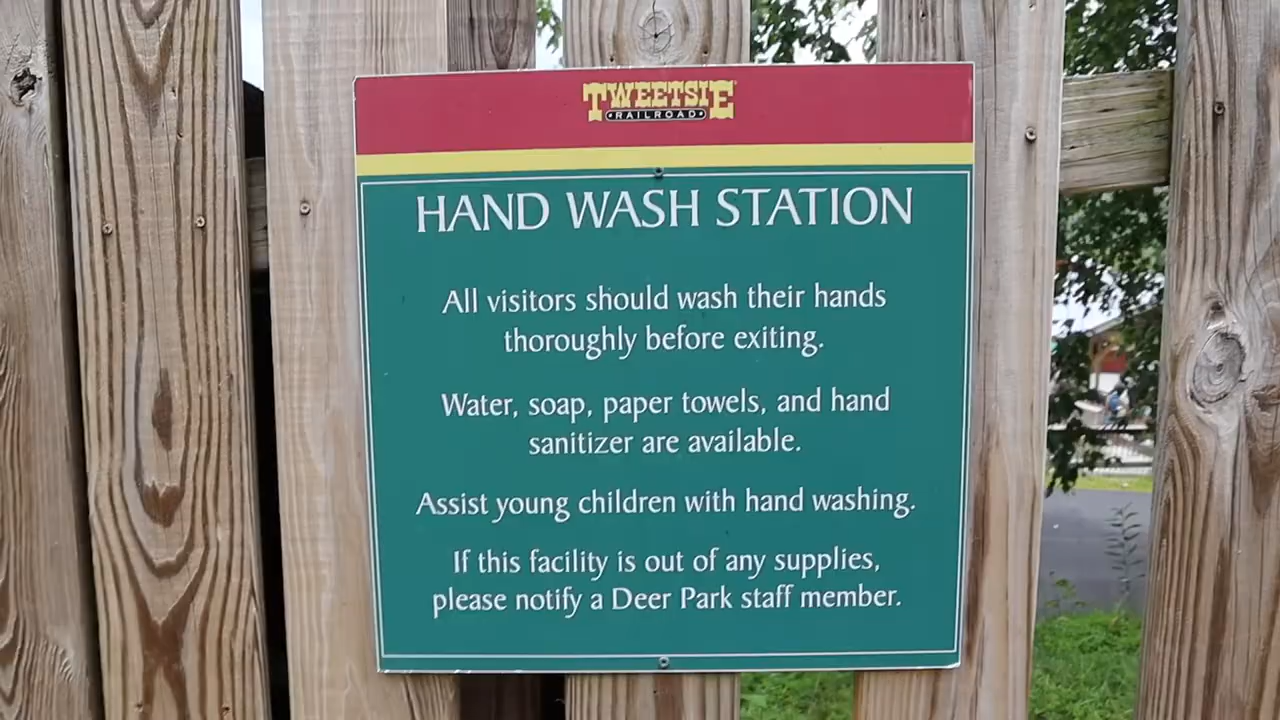 TWEETSIE
RAILROAD
HAND WASH STATION
All visitors should wash their hands
thoroughly before exiting.
Water, soap, paper towels, and hand
sanitizer are available.
Assist young children with hand washing.
If this facility is out of any supplies,
please notify a Deer Park staff member.